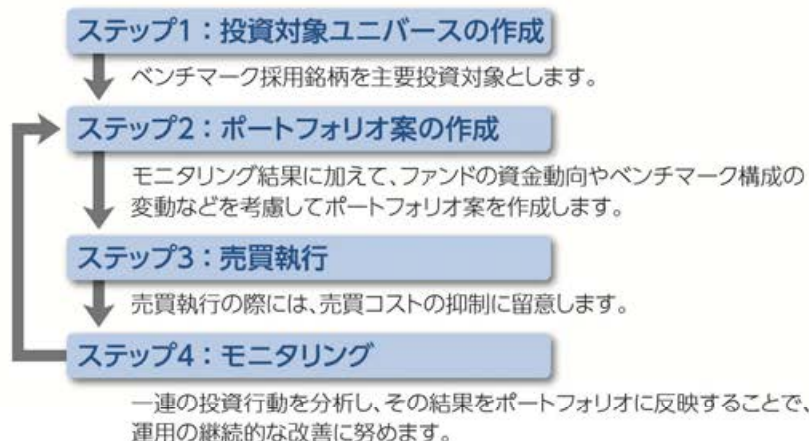 ステップ1：投資対象ユニバースの作成
ベンチマーク採用銘柄を主要投資対象とします。
ステップ2：ポートフォリオ案の作成
モニタリング結果に加えて、ファンドの資金動向やベンチマーク構成の
変動などを考慮してポートフォリオ案を作成します。
ステップ3：売買執行
売買執行の際には、売買コストの抑制に留意します。
ステップ4：モニタリング
一連の投資行動を分析し、その結果をポートフォリオに反映することで、
運用の継続的な改善に努めます。